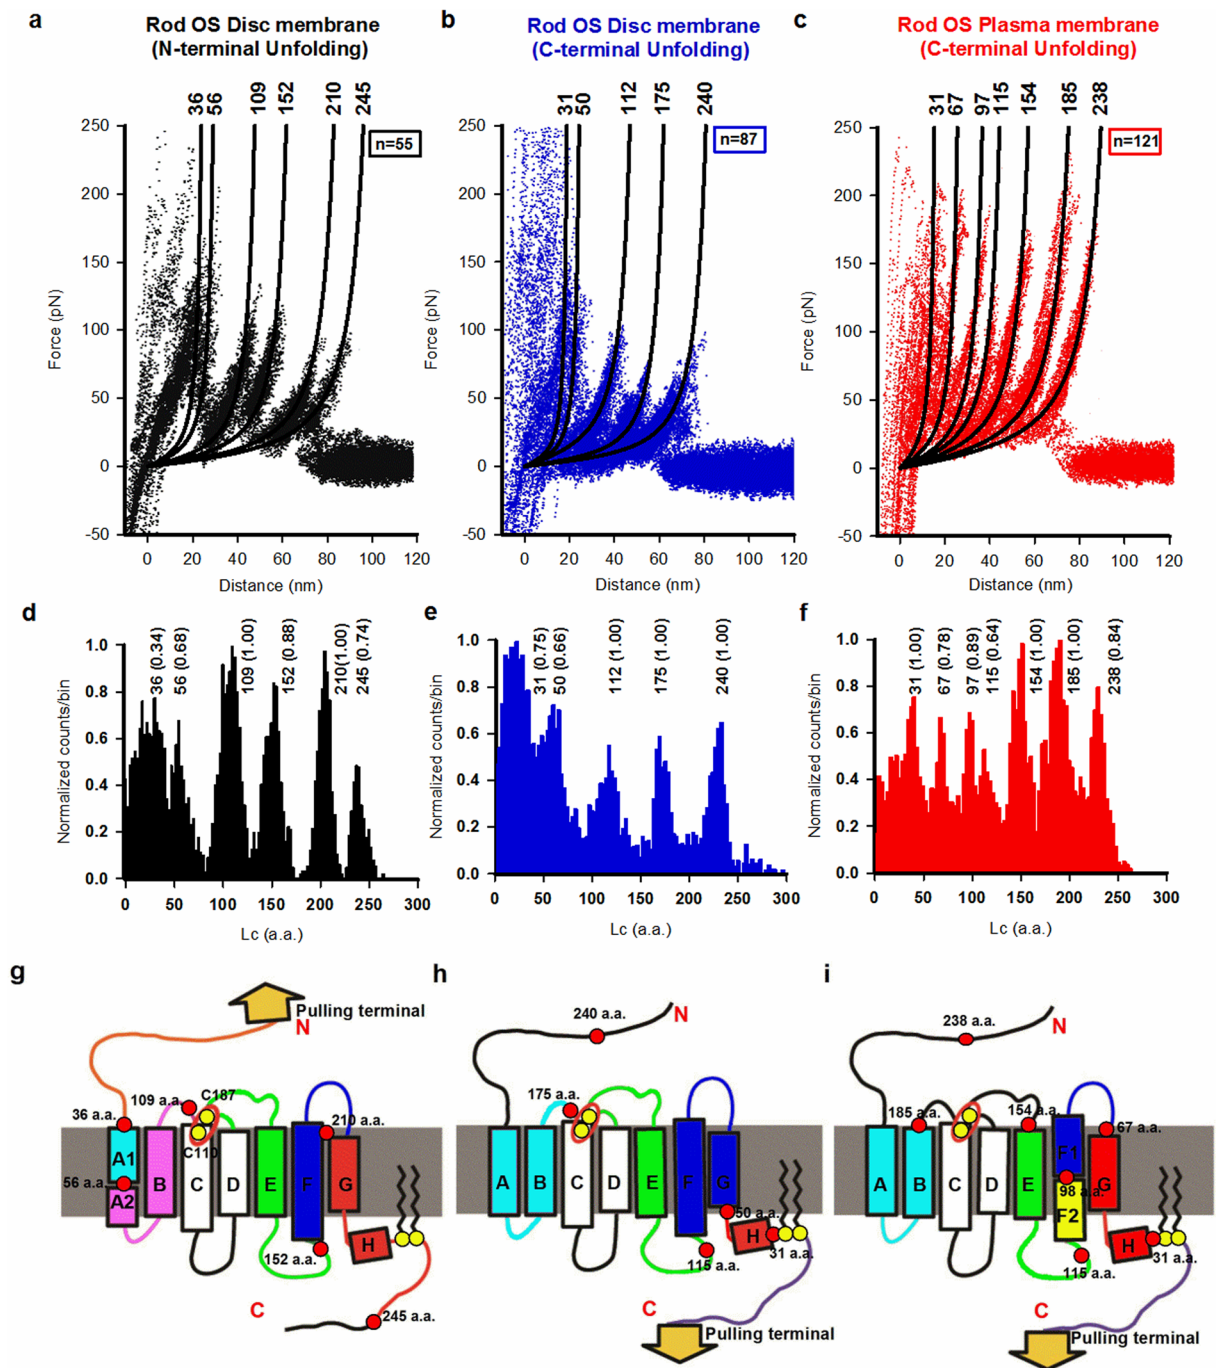 a
Rod OS Disc membrane
(N-terminal Unfolding)
b
Rod OS Disc membrane
(C-terminal Unfolding)
c
Rod OS Plasma membrane
(C-terminal Unfolding)
36 56 109 152 210 245
31 50 112 175 240
31 67 97 115 154 185 238
n=55
n=87
n=121
Force (pN)
250
200
150
100
50
0
-50
0 20 40 60 80 100 120
Distance (nm)
Force (pN)
250
200
150
100
50
0
-50
0 20 40 60 80 100 120
Distance (nm)
Force (pN)
250
200
150
100
50
0
-50
0 20 40 60 80 100 120
Distance (nm)
d
36 (0.34)
56 (0.68)
109 (1.00)
152 (0.88)
210(1.00)
245 (0.74)
Normalized counts/bin
1.0
0.8
0.6
0.4
0.2
0.0
0 50 100 150 200 250 300
Lc (a.a.)
e
31 (0.75)
50 (0.66)
112 (1.00)
175 (1.00)
240 (1.00)
Normalized counts/bin
1.0
0.8
0.6
0.4
0.2
0.0
0 50 100 150 200 250 300
Lc (a.a.)
f
31 (1.00)
67 (0.78)
97 (0.89)
115 (0.64)
154 (1.00)
185 (1.00)
238 (0.84)
Normalized counts/bin
1.0
0.8
0.6
0.4
0.2
0.0
0 50 100 150 200 250 300
Lc (a.a.)
g
Pulling terminal
N
36 a.a.
109 a.a.
C187
210 a.a.
C110
A1
56 a.a.
A2
B
C
D
E
F
G
H
152 a.a.
C
245 a.a.
h
240 a.a.
N
175 a.a.
A
B
C
D
E
F
G
50 a.a.
H
31 a.a.
115 a.a.
C
Pulling terminal
i
238 a.a.
N
185 a.a.
154 a.a.
67 a.a.
A
B
C
D
E
F1
98 a.a.
F2
G
H
31 a.a.
115 a.a.
C
Pulling terminal